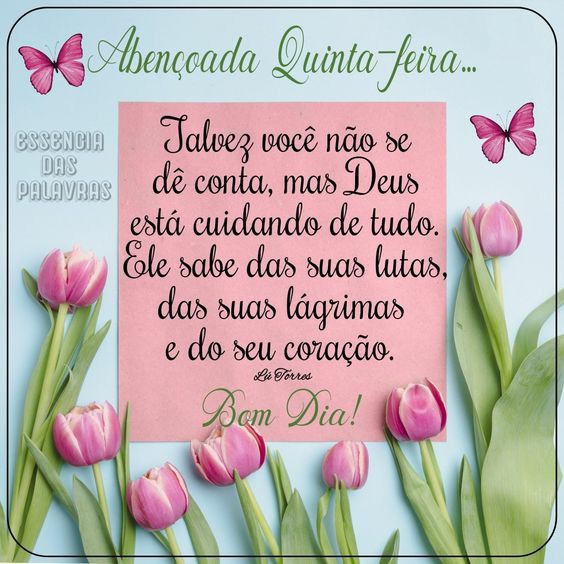 Abençoada Quinta-feira...
ESSENCIA
DAS
PALAVRAS
Talvez você não se
dê conta, mas Deus
está cuidando de tudo.
Ele sabe das suas lutas,
das suas lágrimas
e do seu coração.
Lú Torres
Bom Dia!